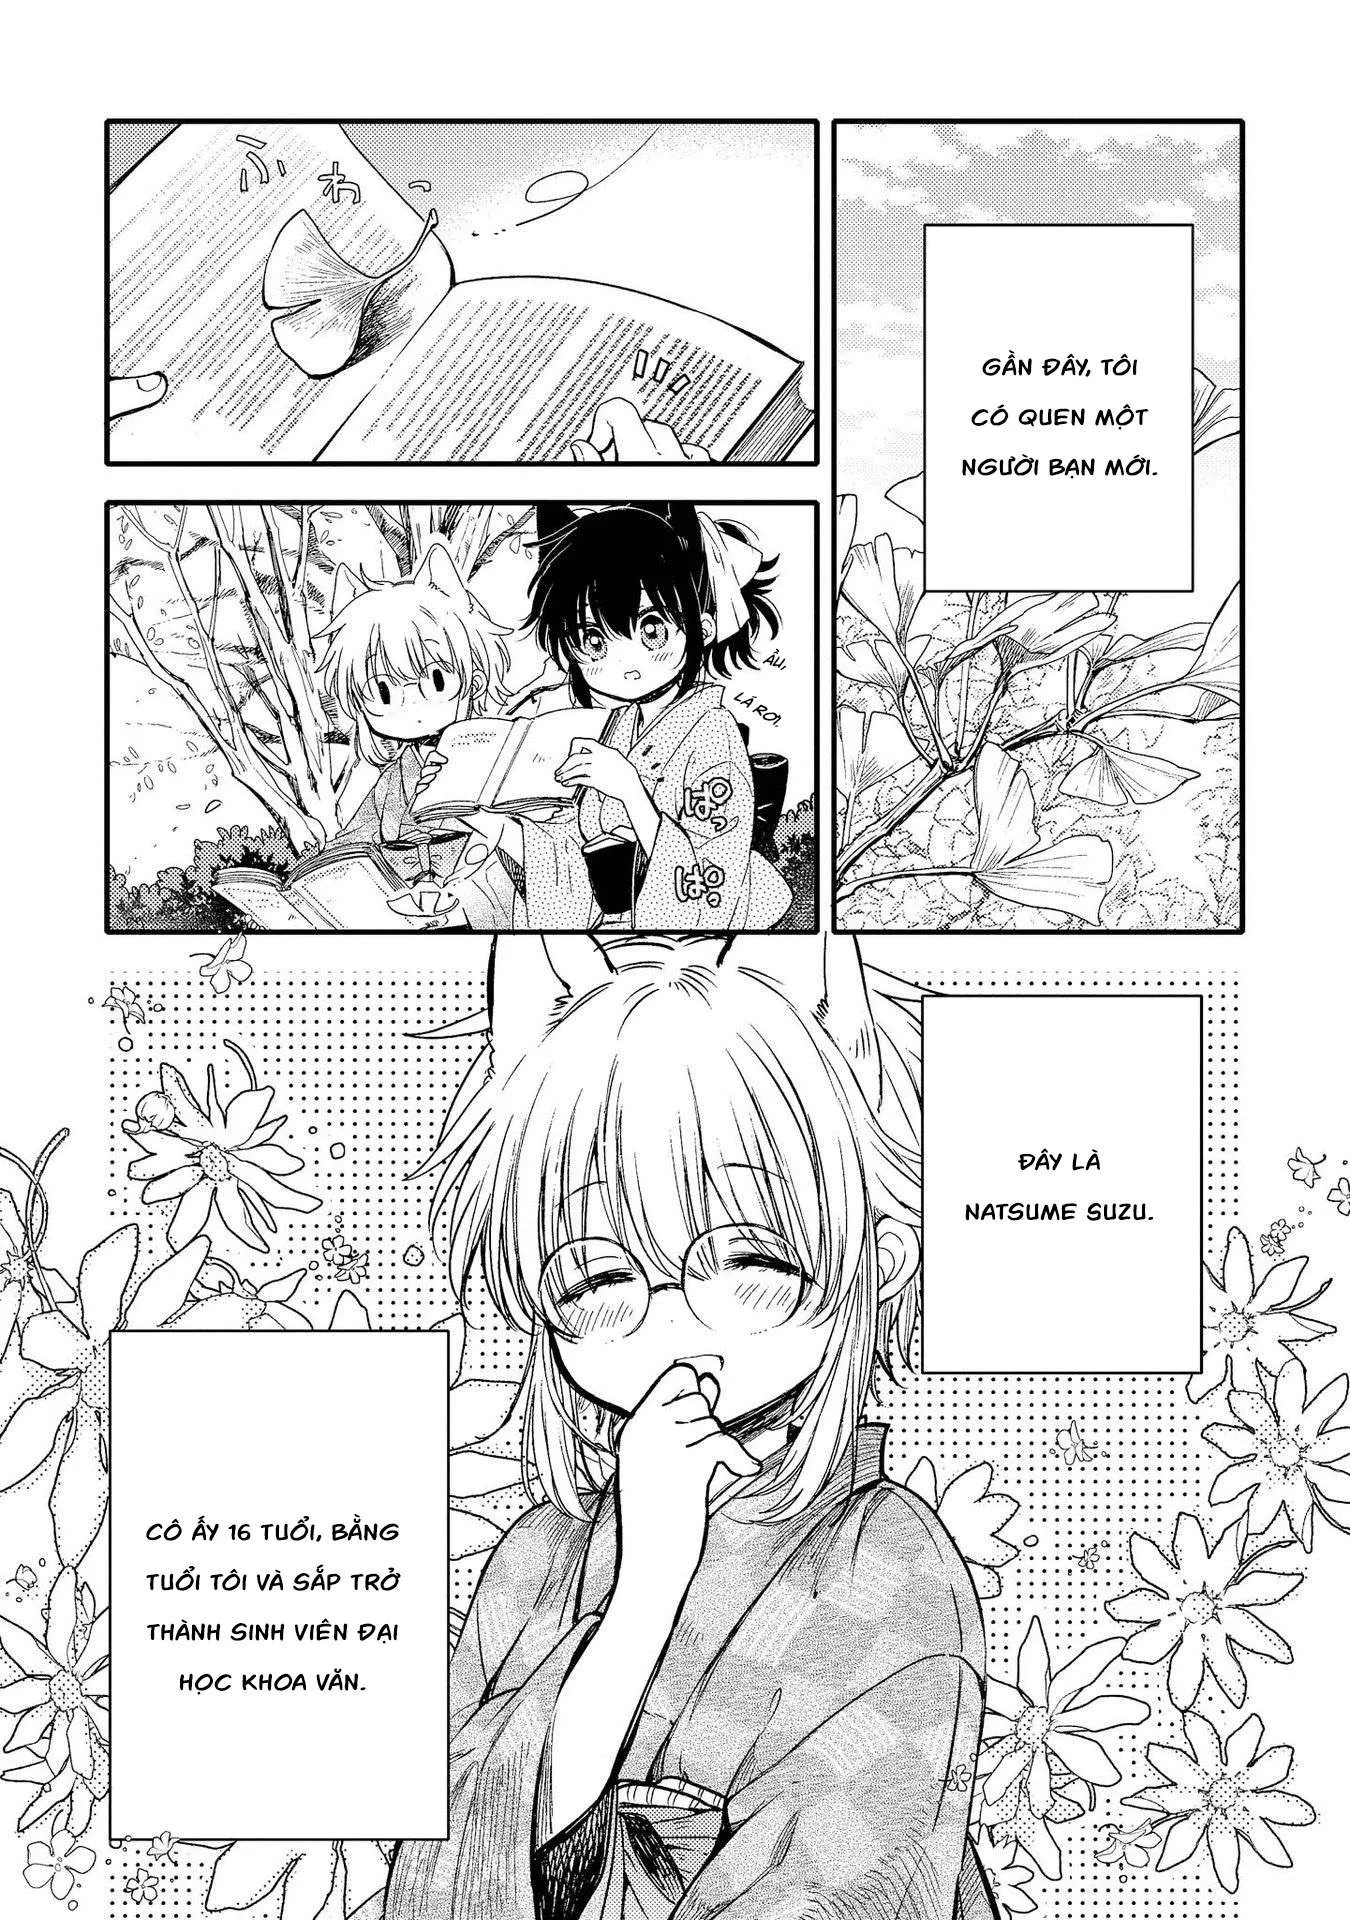 GẦN ĐÂY, TÔI
CÓ QUEN MỘT
NGƯỜI BẠN MỚI.
ふわっ
ẨU,
LÁ RƠI.
ぱっ
ぱっ
ĐÂY LÀ
NATSUME SUZU.
CÔ ẤY 16 TUỔI, BẰNG
TUỔI TÔI VÀ SẮP TRỞ
THÀNH SINH VIÊN ĐẠI
HỌC KHOA VĂN.